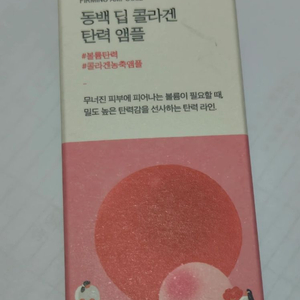 동백 딥 콜라겐
탄력 앰플
#볼륨탄력
#콜라겐농축앰플
무너진 피부에 피어나는 볼륨이 필요할 때,
밀도 높은 탄력감을 선사하는 탄력 라인.